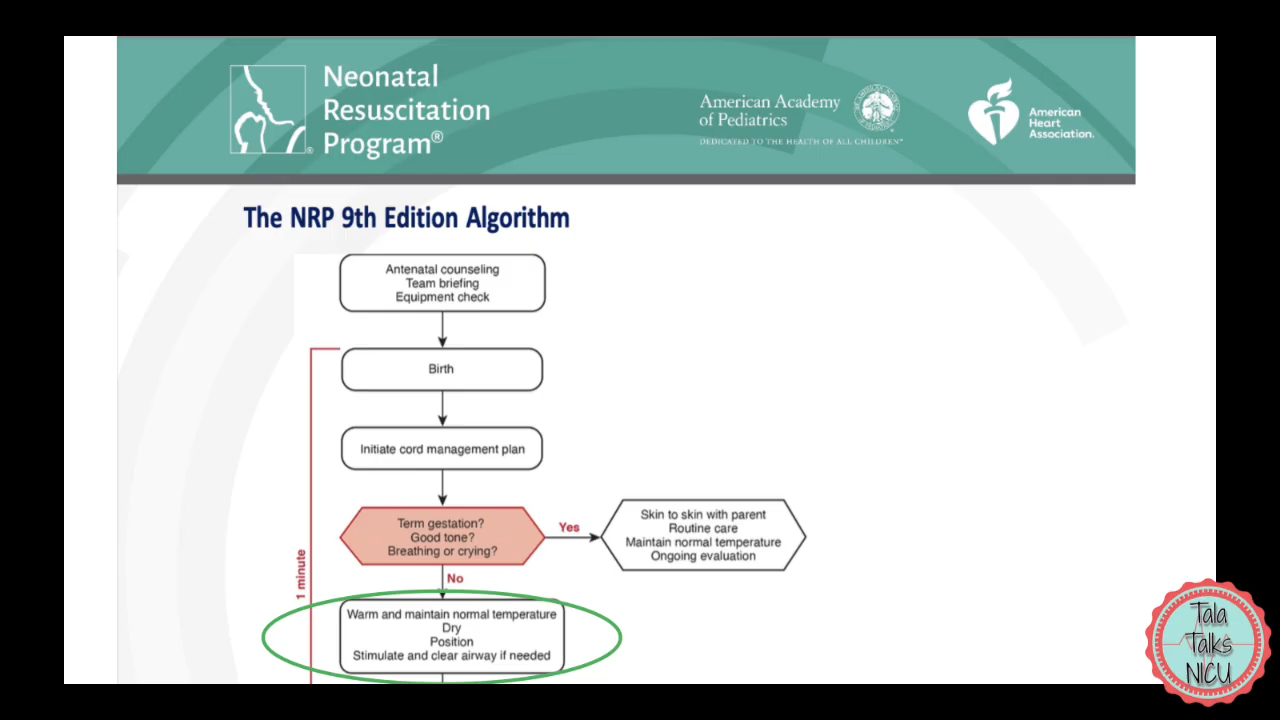 Neonatal
Resuscitation
Program®
American Academy
of Pediatrics
DEDICATED TO THE HEALTH OF ALL CHILDREN™
American
Heart
Association.
The NRP 9th Edition Algorithm
Antenatal counseling
Team briefing
Equipment check
Birth
Initiate cord management plan
Term gestation?
Good tone?
Breathing or crying?
Yes
Skin to skin with parent
Routine care
Maintain normal temperature
Ongoing evaluation
1 minute
No
Warm and maintain normal temperature
Dry
Position
Stimulate and clear airway if needed
Tala
Talks
NICU